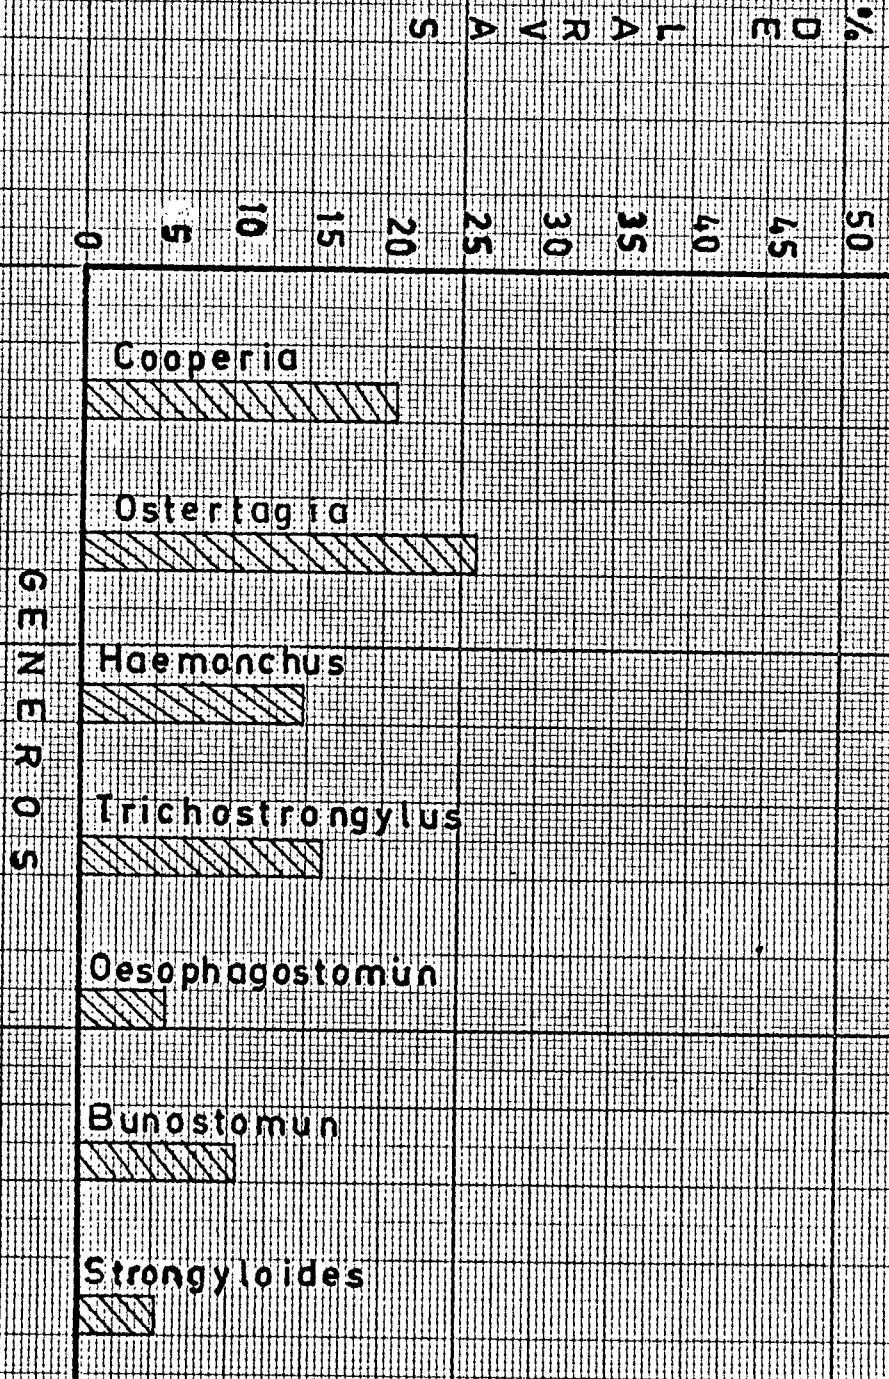 % DE LARVAS
50
45
40
35
30
25
20
15
10
5
0
Cooperia
Ostertagia
Haemonchus
Trichostrongylus
Oesophagostomun
Bunostomun
Strongyloides
GENEROS